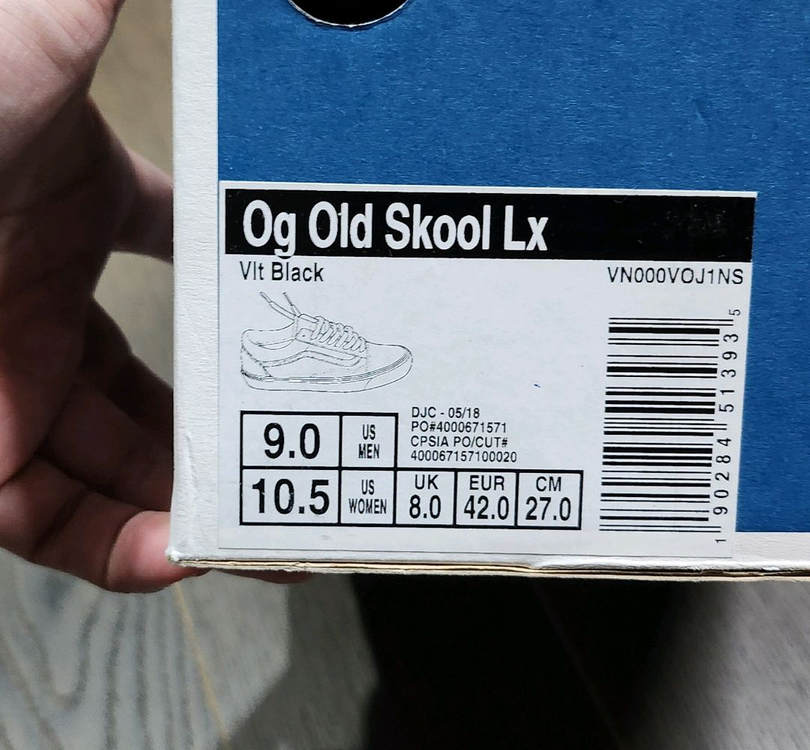 Og Old Skool Lx
Vlt Black
VN000VOJ1NS
DJC - 05/18
PO#4000671571
CPSIA PO/CUT#
400067157100020
9.0 US MEN
10.5 US WOMEN
UK 8.0
EUR 42.0
CM 27.0
1 90284 51393 5